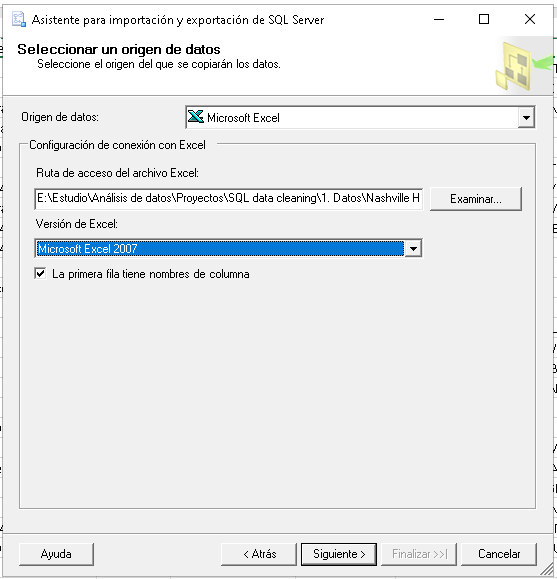 Asistente para importación y exportación de SQL Server
Seleccionar un origen de datos
Seleccione el origen del que se copiarán los datos.
Origen de datos:
Microsoft Excel
Configuración de conexión con Excel
Ruta de acceso del archivo Excel:
E:\Estudio\Análisis de datos\Proyectos\SQL data cleaning\1. Datos\Nashville H
Examinar...
Versión de Excel:
Microsoft Excel 2007
La primera fila tiene nombres de columna
Ayuda
< Atrás
Siguiente >
Finalizar >>|
Cancelar